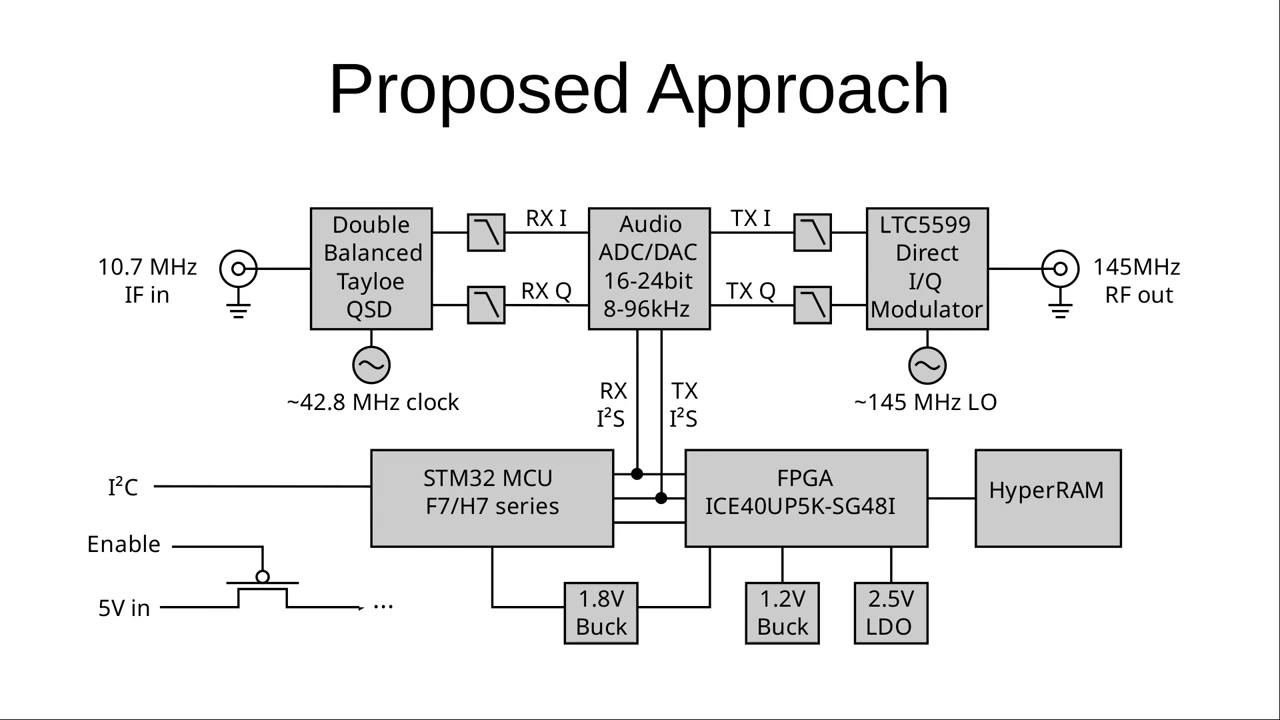 Proposed Approach
Double
Balanced
Tayloe
QSD
RX I
RX Q
Audio
ADC/DAC
16-24bit
8-96kHz
TX I
TX Q
LTC5599
Direct
I/Q
Modulator
10.7 MHz
IF in
145MHz
RF out
~42.8 MHz clock
RX
I²S
TX
I²S
~145 MHz LO
I²C
STM32 MCU
F7/H7 series
FPGA
ICE40UP5K-SG48I
HyperRAM
Enable
5V in
...
1.8V
Buck
1.2V
Buck
2.5V
LDO